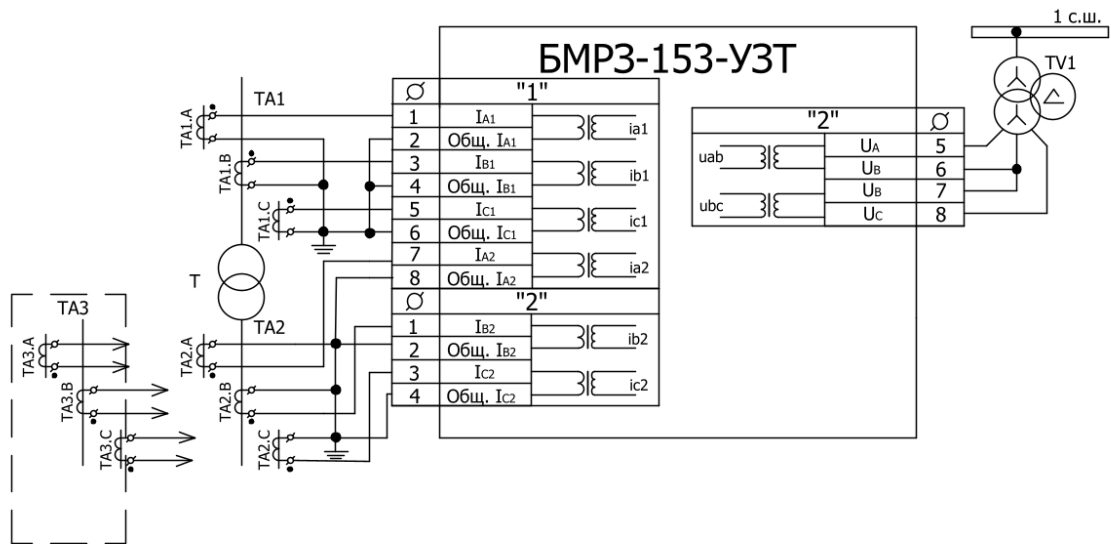 1 с.ш.
БМРЗ-153-УЗТ
TV1
TA1
TA1.A
TA1.B
TA1.C
T
TA2
TA2.A
TA2.B
TA2.C
TA3
TA3.A
TA3.B
TA3.C
Ø "1"
1 IA1 ia1
2 Общ. IA1
3 IB1 ib1
4 Общ. IB1
5 IC1 ic1
6 Общ. IC1
7 IA2 ia2
8 Общ. IA2
Ø "2"
1 IB2 ib2
2 Общ. IB2
3 IC2 ic2
4 Общ. IC2
"2" Ø
uab UA 5
UB 6
ubc UB 7
UC 8